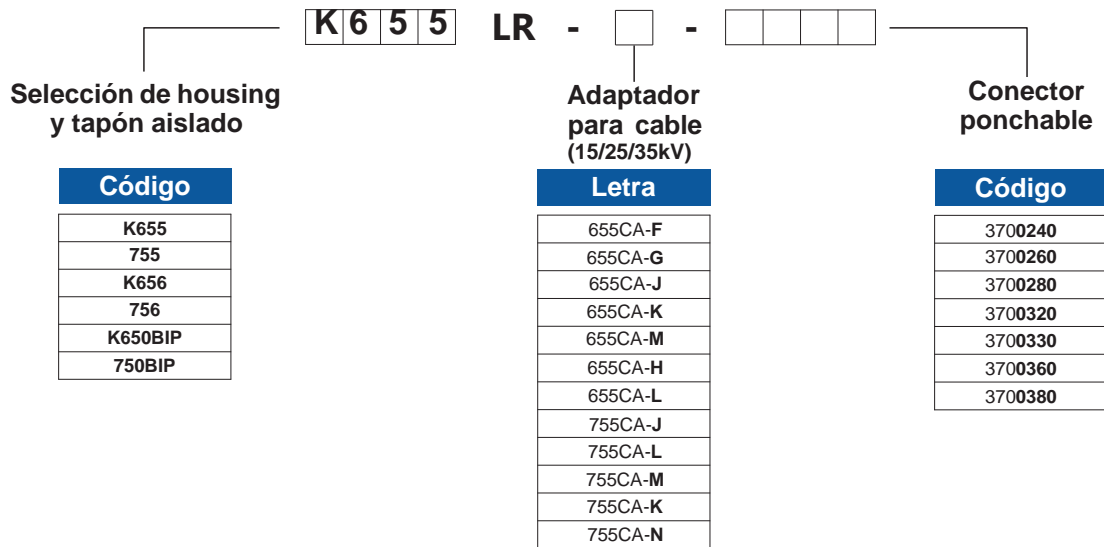 K655 LR - -
Selección de housing
y tapón aislado
Código
K655
755
K656
756
K650BIP
750BIP
Adaptador
para cable
(15/25/35kV)
Letra
655CA-F
655CA-G
655CA-J
655CA-K
655CA-M
655CA-H
655CA-L
755CA-J
755CA-L
755CA-M
755CA-K
755CA-N
Conector
ponchable
Código
3700240
3700260
3700280
3700320
3700330
3700360
3700380